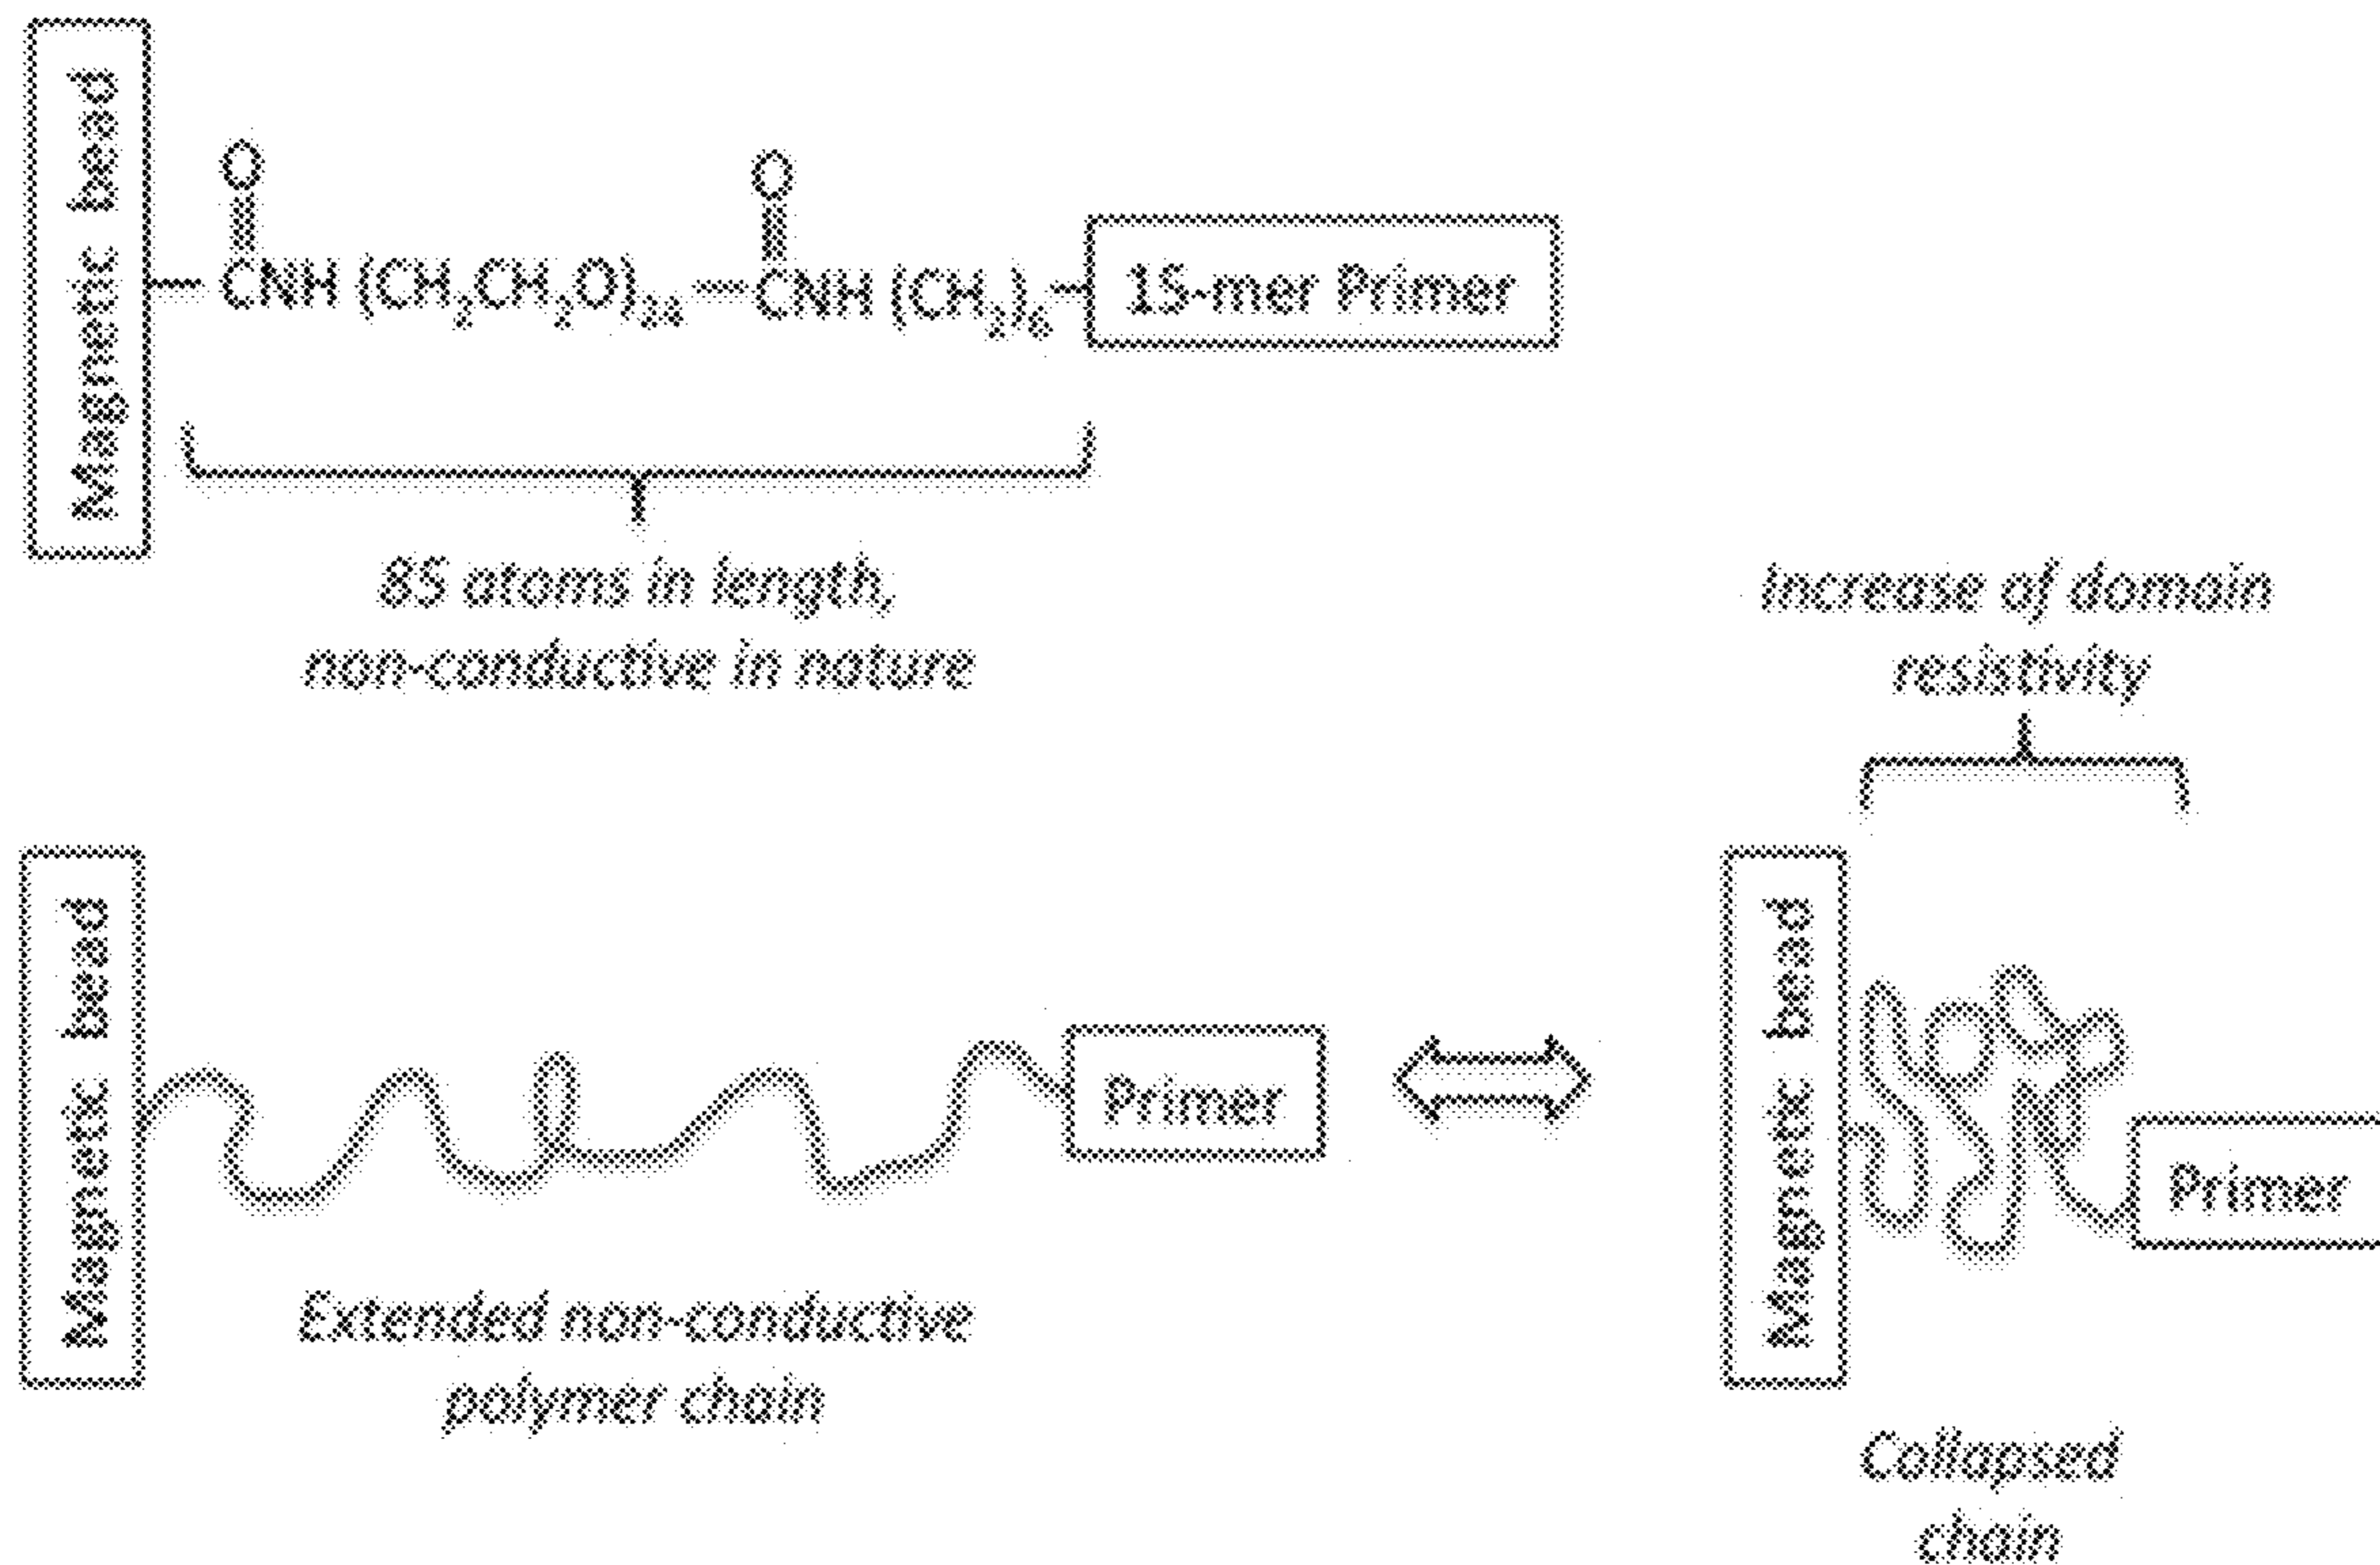 Magnetic bead
O
O
CNH (CH₂CH₂O)₂₄ — CNH (CH₂)₆
15-mer Primer
85 atoms in length,
non-conductive in nature
Increase of domain
resistivity
Magnetic bead
Primer
Extended non-conductive
polymer chain
Magnetic bead
Primer
Collapsed
chain